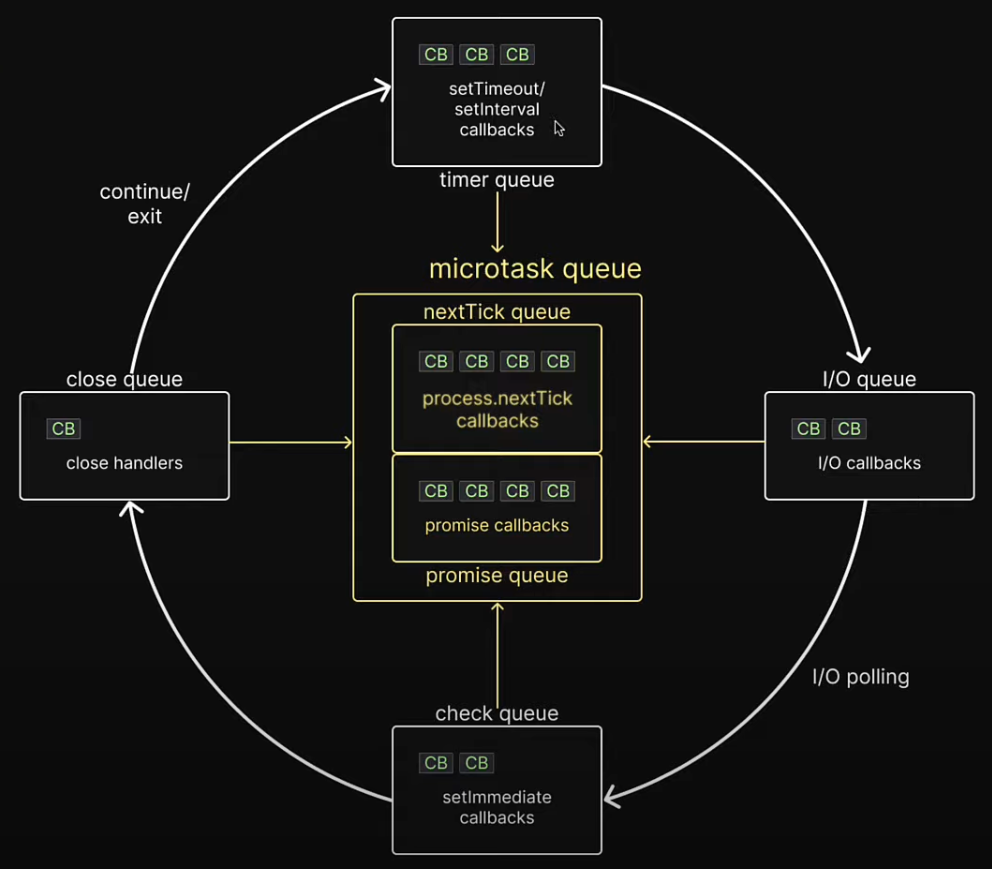 CB CB CB
setTimeout/
setInterval
callbacks
timer queue
continue/
exit
microtask queue
nextTick queue
CB CB CB CB
process.nextTick
callbacks
CB CB CB CB
promise callbacks
promise queue
close queue
CB
close handlers
I/O queue
CB CB
I/O callbacks
I/O polling
check queue
CB CB
setImmediate
callbacks